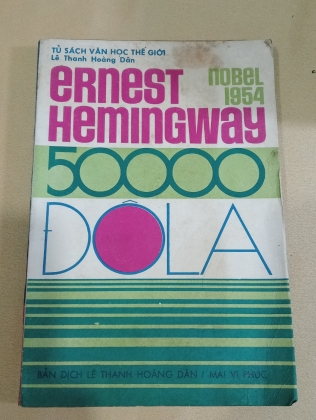 TỦ SÁCH VĂN HỌC THẾ GIỚI
Lê Thanh Hoàng Dân
ERNEST
HEMINGWAY
NOBEL
1954
50000
ĐÔLA
BẢN DỊCH LÊ THANH HOÀNG DÂN / MAI VI PHÚC